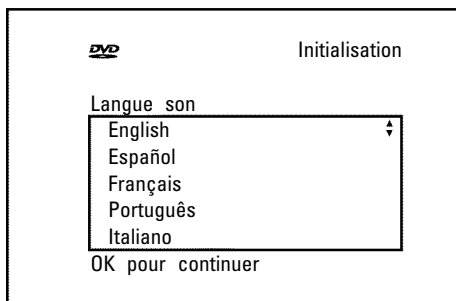 DVD Initialisation
Langue son
English
Español
Français
Português
Italiano
OK pour continuer